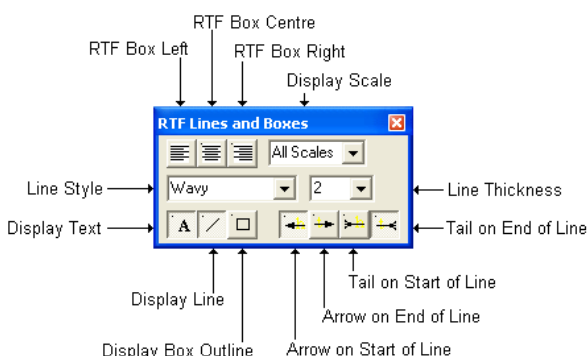 RTF Box Centre
RTF Box Left
RTF Box Right
Display Scale
RTF Lines and Boxes
All Scales
Line Style
Wavy
2
Line Thickness
Display Text
A
Tail on End of Line
Tail on Start of Line
Display Line
Arrow on End of Line
Display Box Outline
Arrow on Start of Line